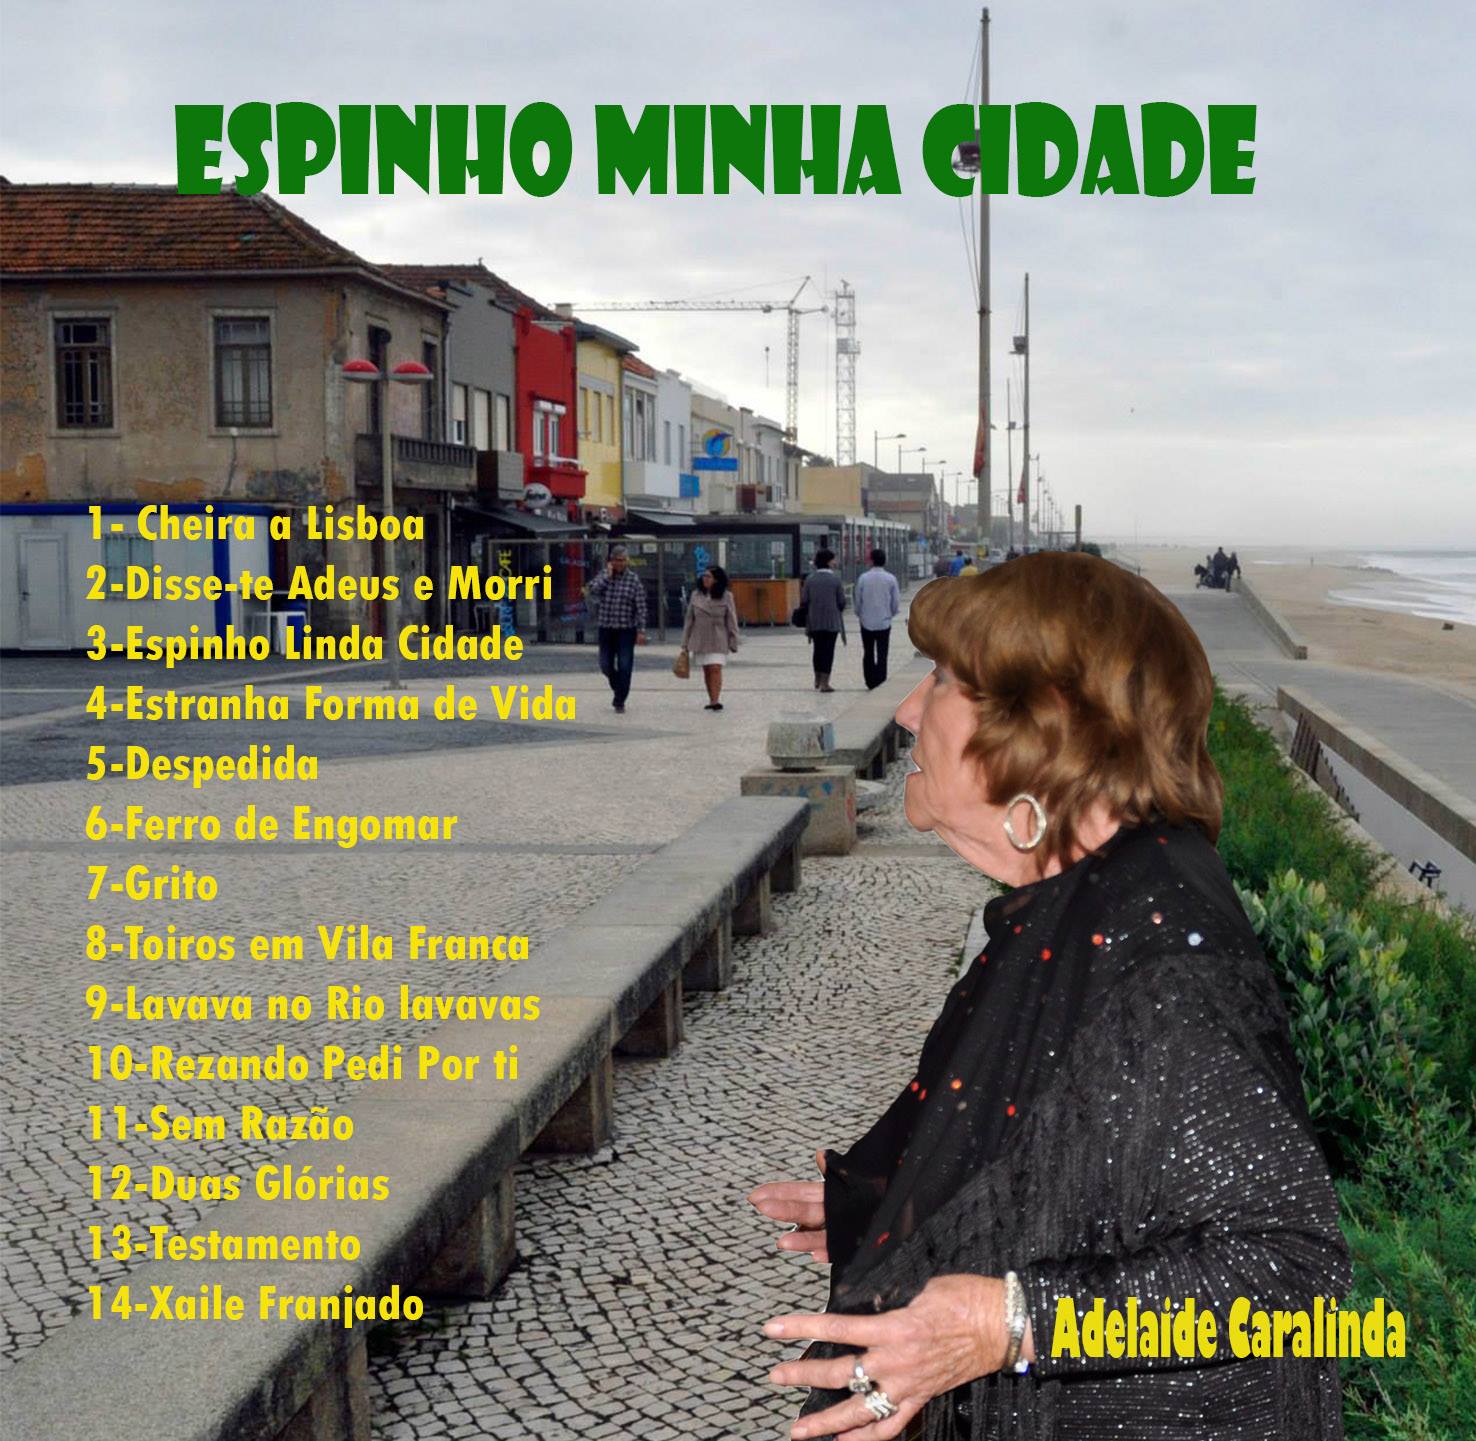 ESPINHO MINHA CIDADE
1- Cheira a Lisboa
2-Disse-te Adeus e Morri
3-Espinho Linda Cidade
4-Estranha Forma de Vida
5-Despedida
6-Ferro de Engomar
7-Grito
8-Toiros em Vila Franca
9-Lavava no Rio lavavas
10-Rezando Pedi Por ti
11-Sem Razão
12-Duas Glórias
13-Testamento
14-Xaile Franjado
Adelaide Caralinda